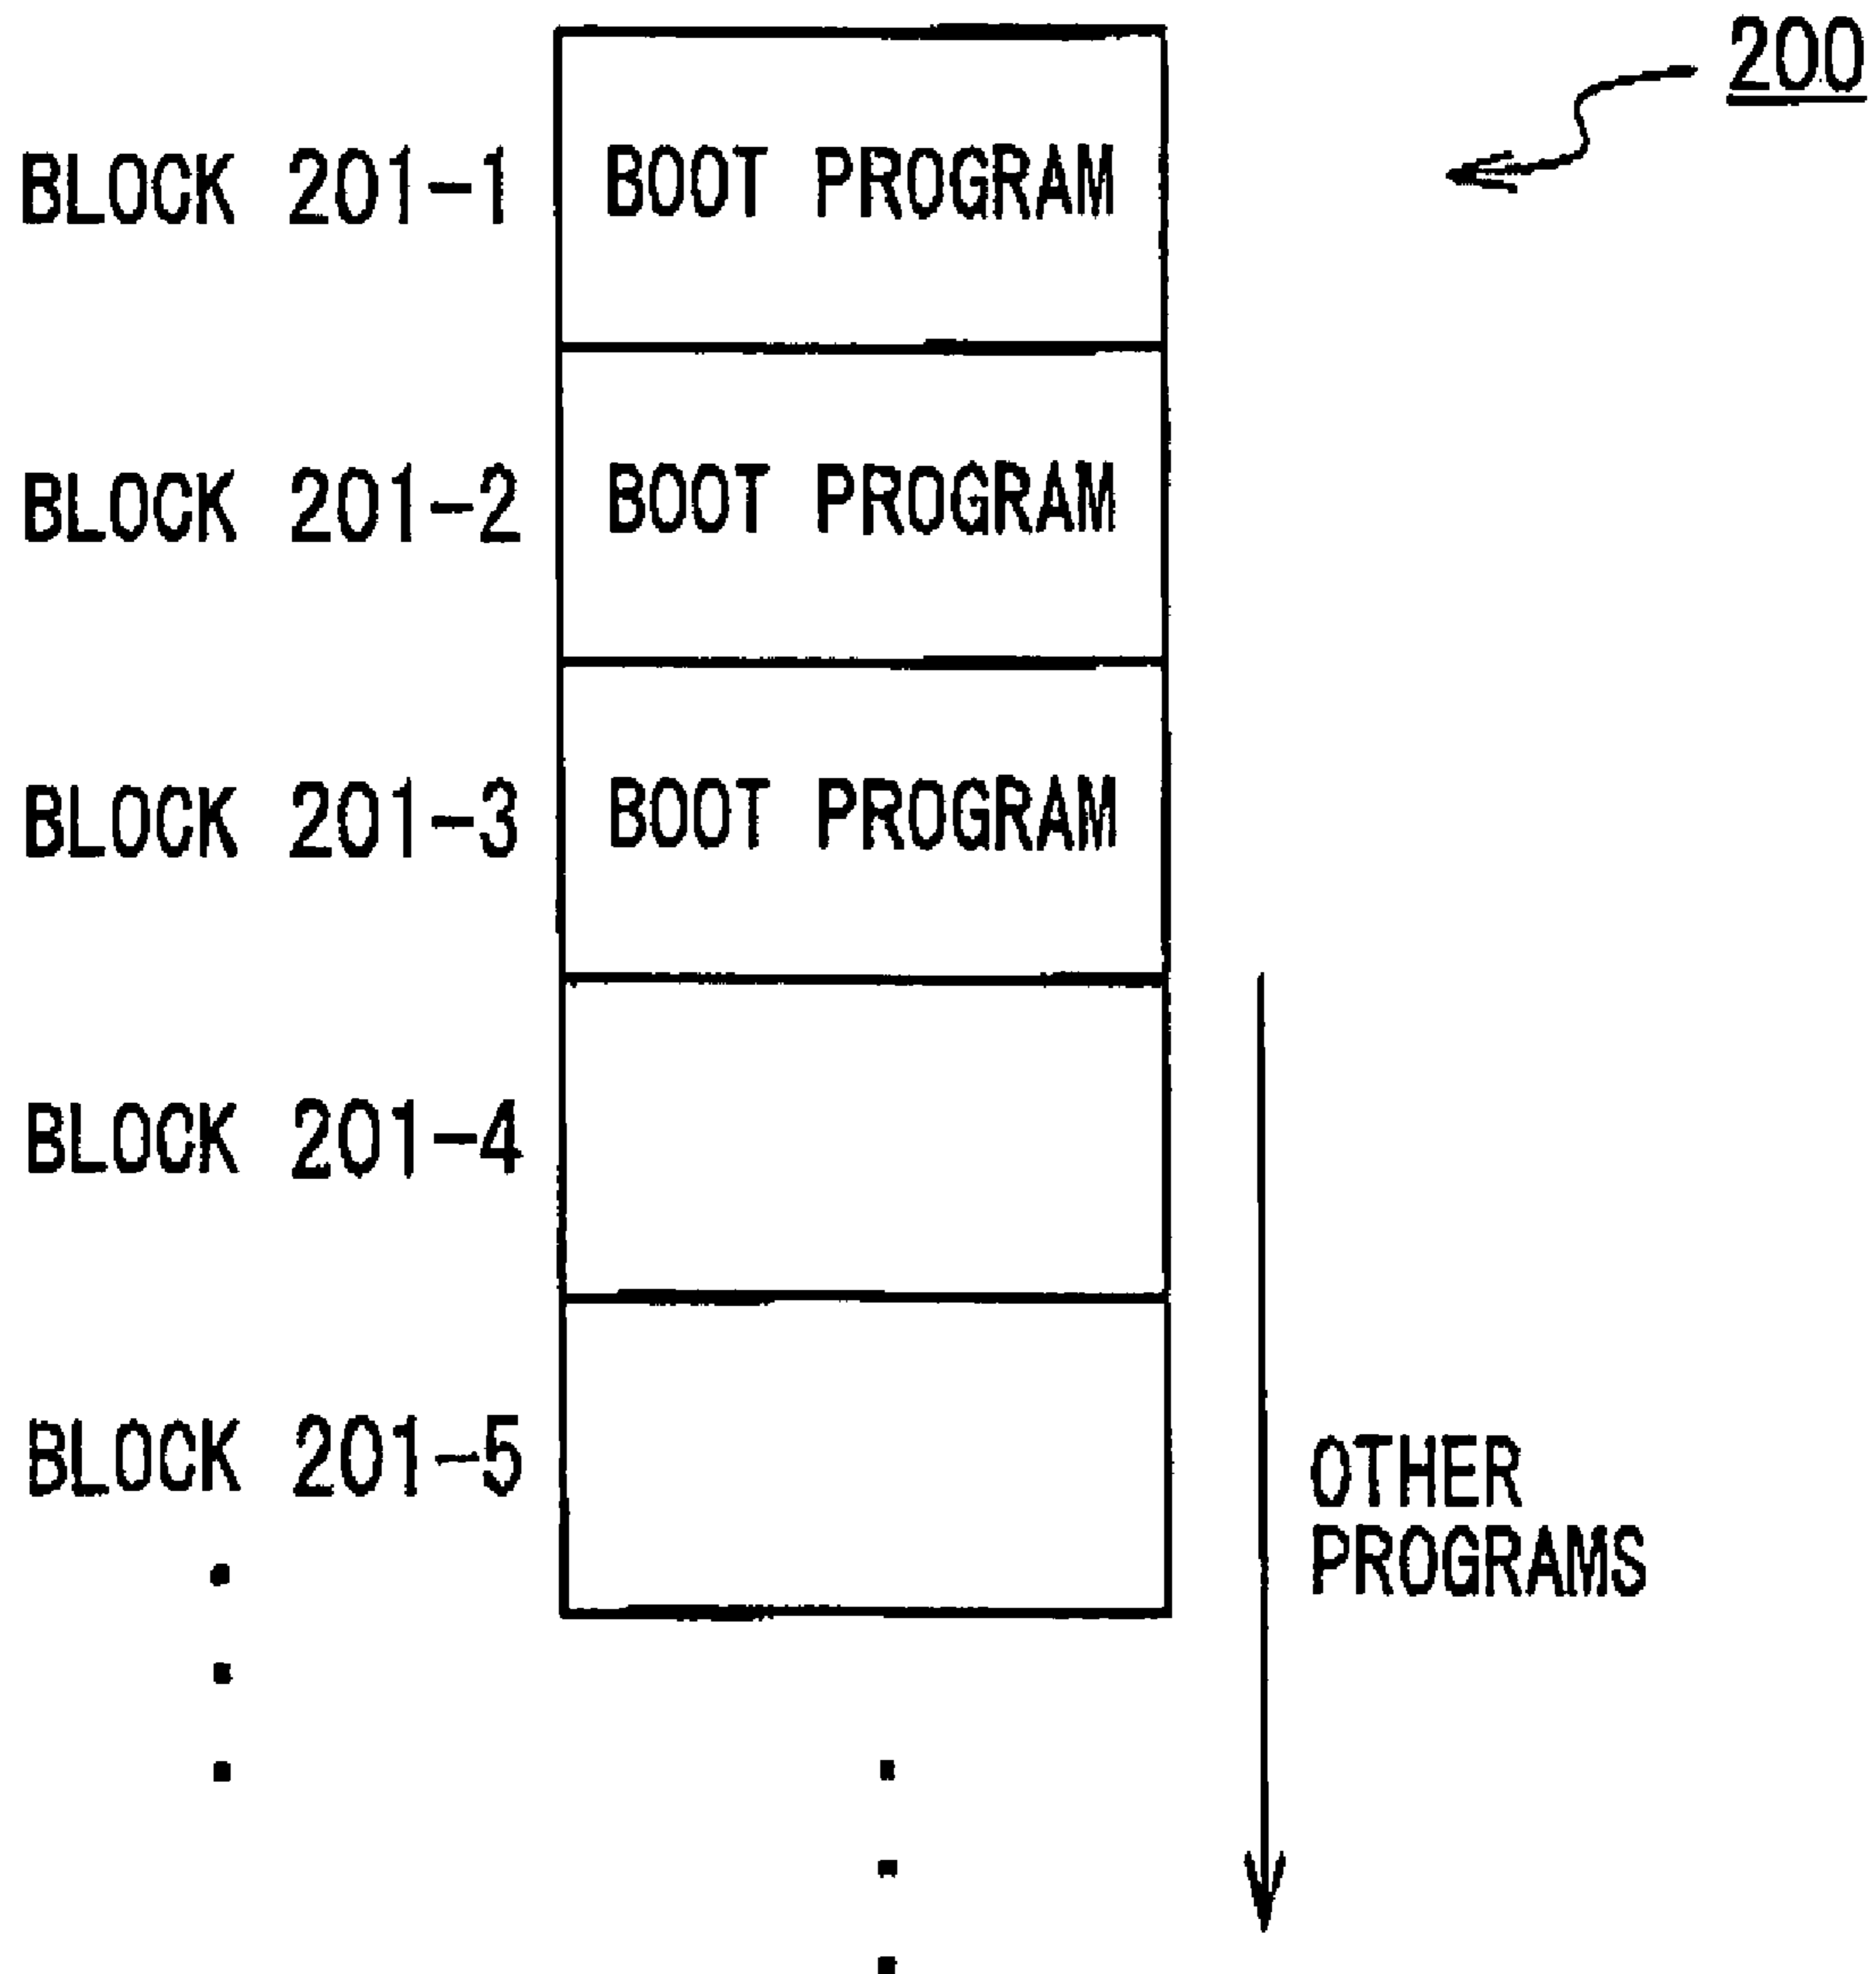 200
BLOCK 201-1 BOOT PROGRAM
BLOCK 201-2 BOOT PROGRAM
BLOCK 201-3 BOOT PROGRAM
BLOCK 201-4
BLOCK 201-5
OTHER
PROGRAMS